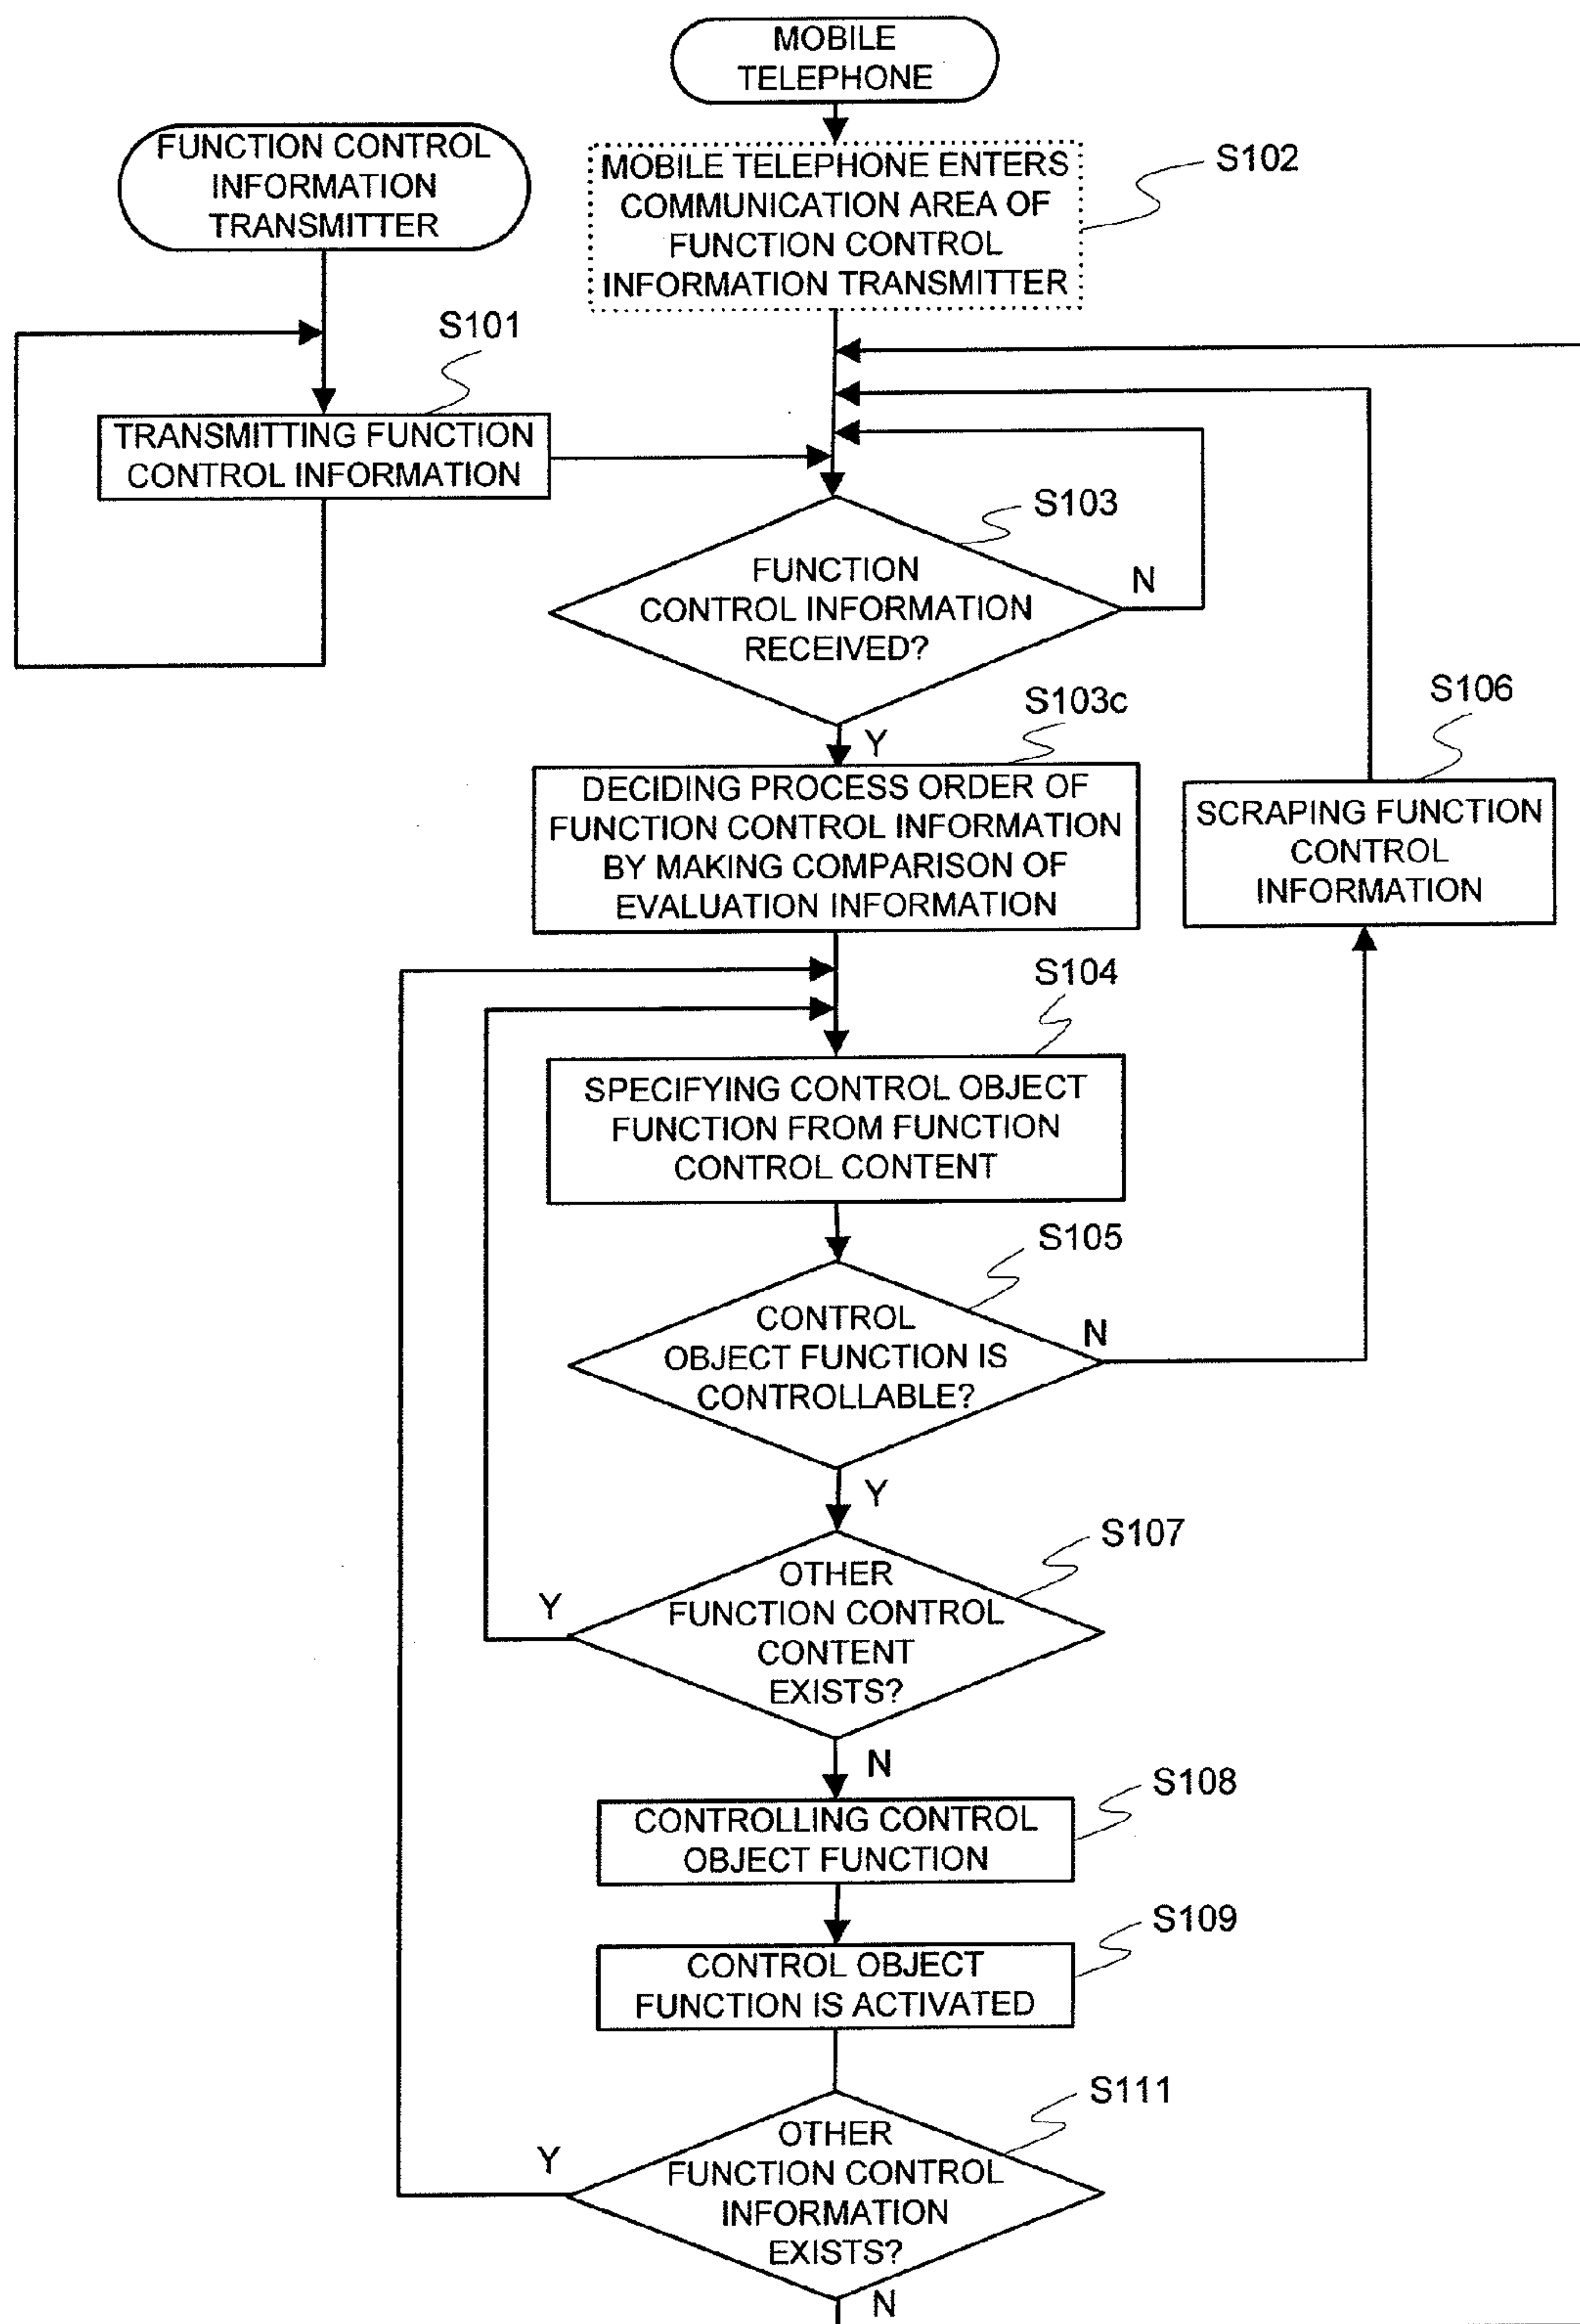 MOBILE
TELEPHONE
FUNCTION CONTROL
INFORMATION
TRANSMITTER
MOBILE TELEPHONE ENTERS
COMMUNICATION AREA OF
FUNCTION CONTROL
INFORMATION TRANSMITTER
S102
S101
TRANSMITTING FUNCTION
CONTROL INFORMATION
S103
FUNCTION
CONTROL INFORMATION
RECEIVED?
N
Y
S103c
DECIDING PROCESS ORDER OF
FUNCTION CONTROL INFORMATION
BY MAKING COMPARISON OF
EVALUATION INFORMATION
S106
SCRAPING FUNCTION
CONTROL
INFORMATION
S104
SPECIFYING CONTROL OBJECT
FUNCTION FROM FUNCTION
CONTROL CONTENT
S105
CONTROL
OBJECT FUNCTION IS
CONTROLLABLE?
N
Y
S107
OTHER
FUNCTION CONTROL
CONTENT
EXISTS?
Y
N
S108
CONTROLLING CONTROL
OBJECT FUNCTION
S109
CONTROL OBJECT
FUNCTION IS ACTIVATED
S111
OTHER
FUNCTION CONTROL
INFORMATION
EXISTS?
Y
N